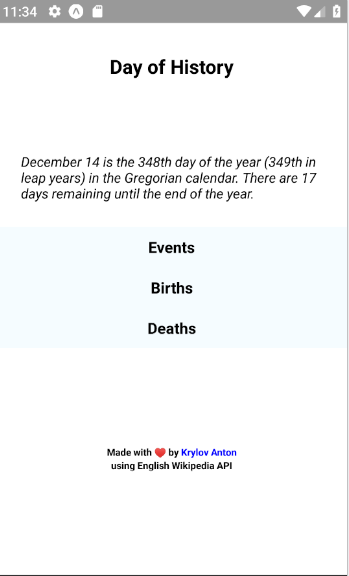 11:34
Day of History
December 14 is the 348th day of the year (349th in
leap years) in the Gregorian calendar. There are 17
days remaining until the end of the year.
Events
Births
Deaths
Made with ❤️ by Krylov Anton
using English Wikipedia API